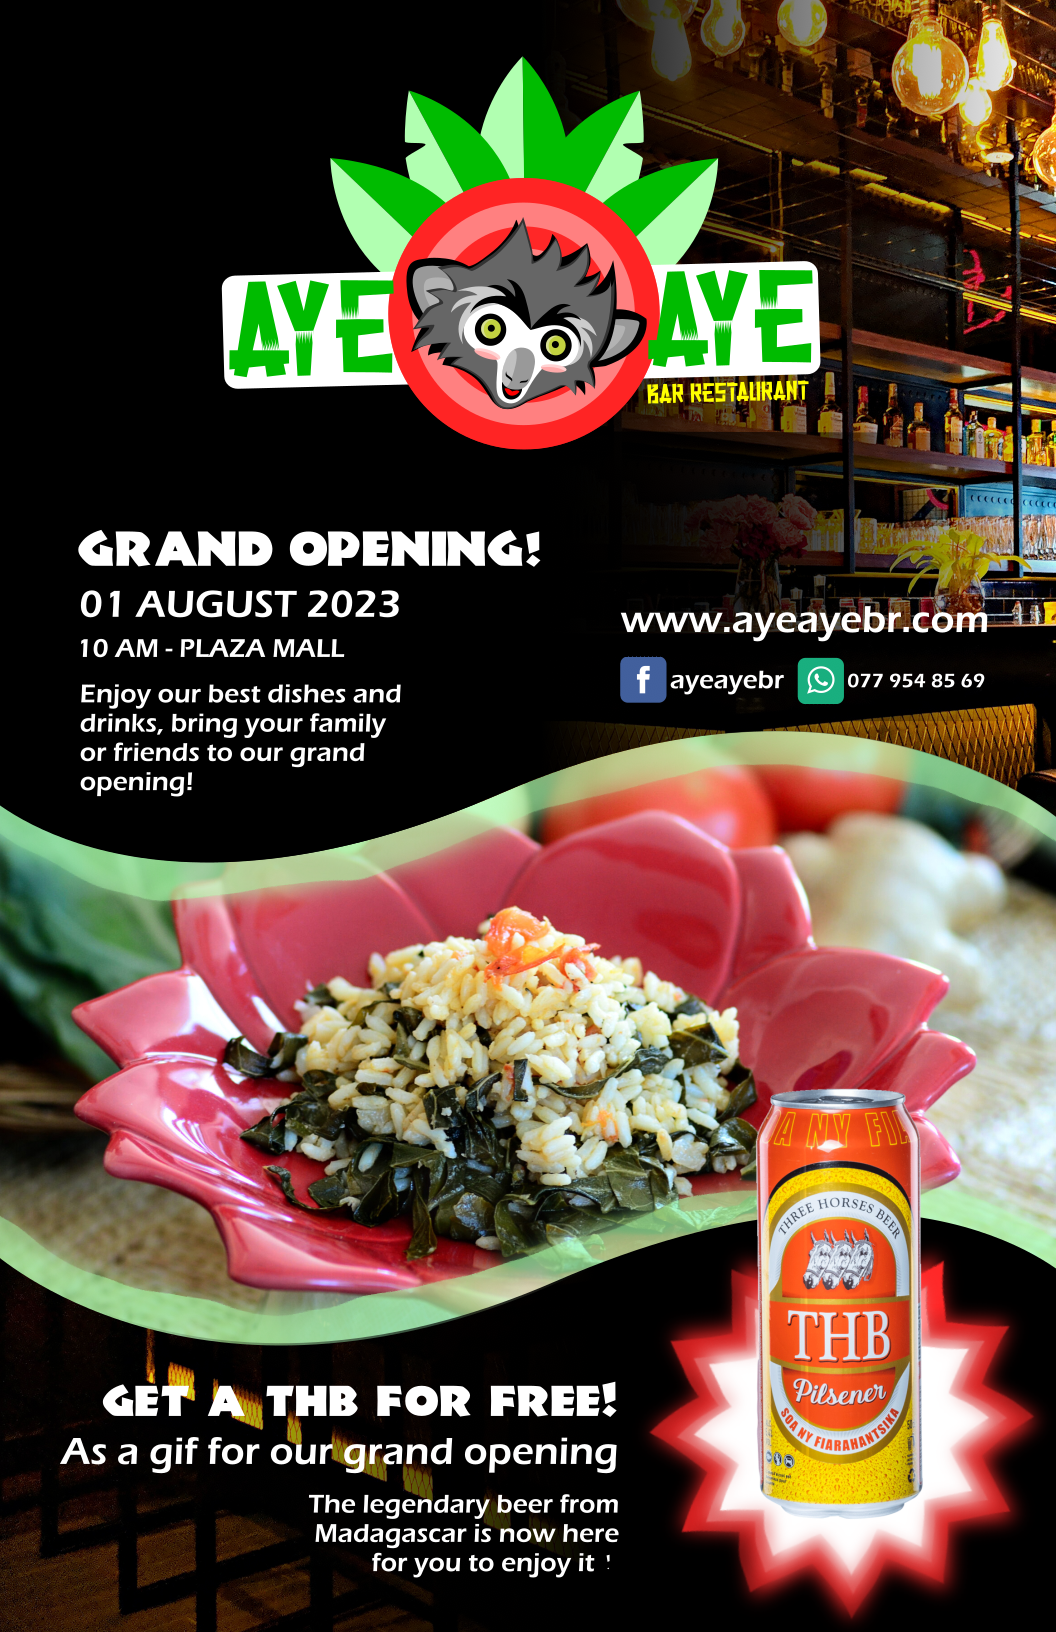 AYE AYE
BAR RESTAURANT
GRAND OPENING!
01 AUGUST 2023
10 AM - PLAZA MALL
Enjoy our best dishes and
drinks, bring your family
or friends to our grand
opening!
www.ayeayebr.com
ayeayebr 077 954 85 69
A NY FIA
THREE HORSES BEER
THB
Pilsener
SOA NY FIARAHANTSIKA
GET A THB FOR FREE!
As a gif for our grand opening
The legendary beer from
Madagascar is now here
for you to enjoy it !